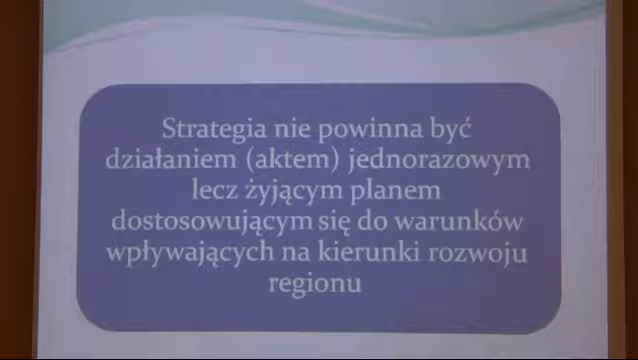 Strategia nie powinna być
działaniem (aktem) jednorazowym
lecz żyjącym planem
dostosowującym się do warunków
wpływających na kierunki rozwoju
regionu